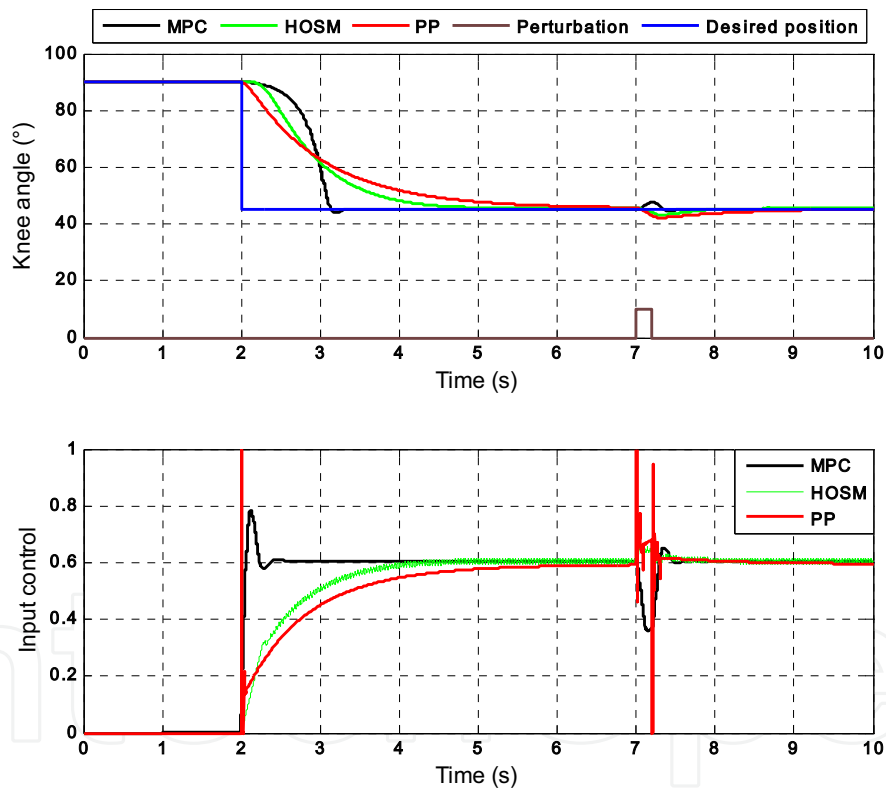 MPC HOSM PP Perturbation Desired position
100
80
60
40
20
0
Knee angle (°)
0 1 2 3 4 5 6 7 8 9 10
Time (s)
1
0.8
0.6
0.4
0.2
0
Input control
MPC
HOSM
PP
0 1 2 3 4 5 6 7 8 9 10
Time (s)